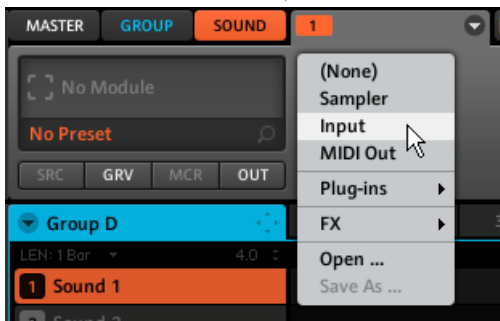 MASTER GROUP SOUND 1
(None)
No Module
Sampler
Input
No Preset
MIDI Out
SRC GRV MCR OUT
Plug-ins
Group D
FX
LEN: 1 Bar 4.0
Open ...
1 Sound 1
Save As ...